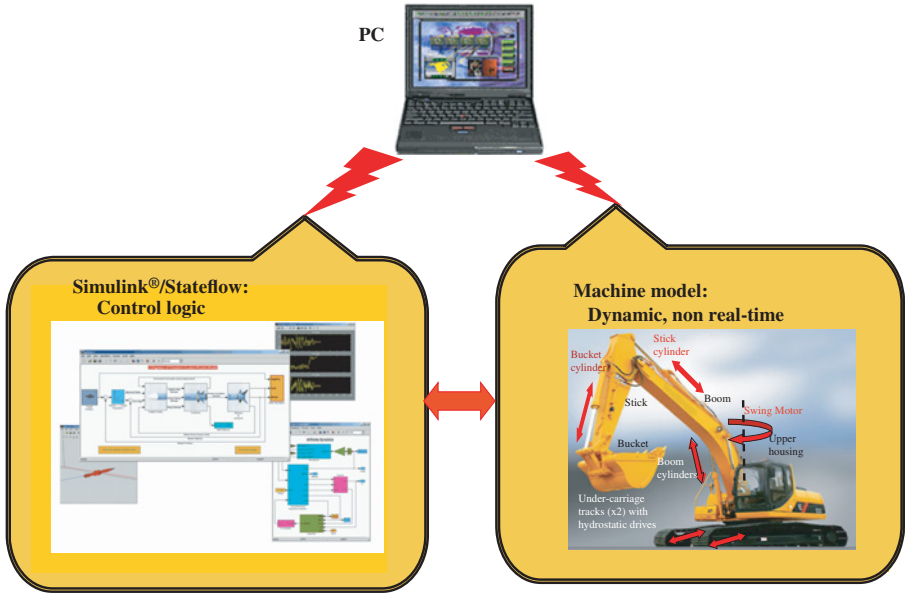 PC
Simulink®/Stateflow:
Control logic
Machine model:
Dynamic, non real-time
Bucket
cylinder
Stick
cylinder
Stick
Boom
Swing Motor
Upper
housing
Bucket
Boom
cylinders
Under-carriage
tracks (x2) with
hydrostatic drives